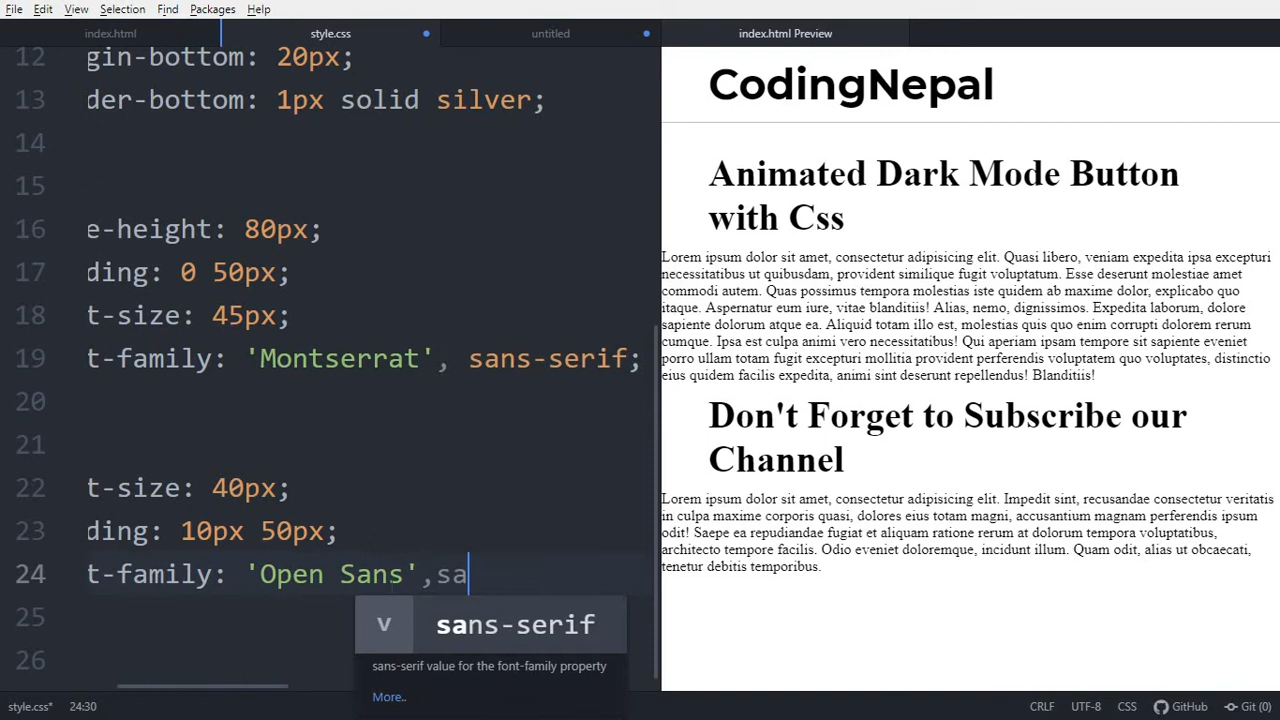 File Edit View Selection Find Packages Help
index.html style.css untitled index.html Preview
12 gin-bottom: 20px;
13 der-bottom: 1px solid silver;
14
15
16 e-height: 80px;
17 ding: 0 50px;
18 t-size: 45px;
19 t-family: 'Montserrat', sans-serif;
20
21
22 t-size: 40px;
23 ding: 10px 50px;
24 t-family: 'Open Sans',sa
25
26
v sans-serif
sans-serif value for the font-family property
More..
CodingNepal
Animated Dark Mode Button
with Css
Lorem ipsum dolor sit amet, consectetur adipisicing elit. Quasi libero, veniam expedita ipsa excepturi
necessitatibus ut quibusdam, provident similique fugit voluptatum. Esse deserunt molestiae amet
commodi autem. Quas possimus tempora molestias iste quidem ab maxime dolor, explicabo quo
itaque. Aspernatur eum iure, vitae blanditiis! Alias, nemo, dignissimos. Expedita laborum, dolore
sapiente dolorum atque ea. Aliquid totam illo est, molestias quis quo enim corrupti dolorem rerum
cumque. Ipsa est culpa animi vero necessitatibus! Qui aperiam ipsam tempore sit sapiente eveniet
porro ullam totam fugit excepturi mollitia provident perferendis voluptatem quo voluptates, distinctio
eius quidem facilis expedita, animi sint deserunt repellendus! Blanditiis!
Don't Forget to Subscribe our
Channel
Lorem ipsum dolor sit amet, consectetur adipisicing elit. Impedit sint, recusandae consectetur veritatis
in culpa maxime corporis quasi, dolores eius totam magni, accusantium magnam perferendis ipsum
odit! Saepe ea repudiandae fugiat et aliquam ratione rerum at dolorum tempora voluptatibus,
architecto tempore facilis. Odio eveniet doloremque, incidunt illum. Quam odit, alias ut obcaecati,
tenetur debitis temporibus.
style.css* 24:30 CRLF UTF-8 CSS GitHub Git (0)